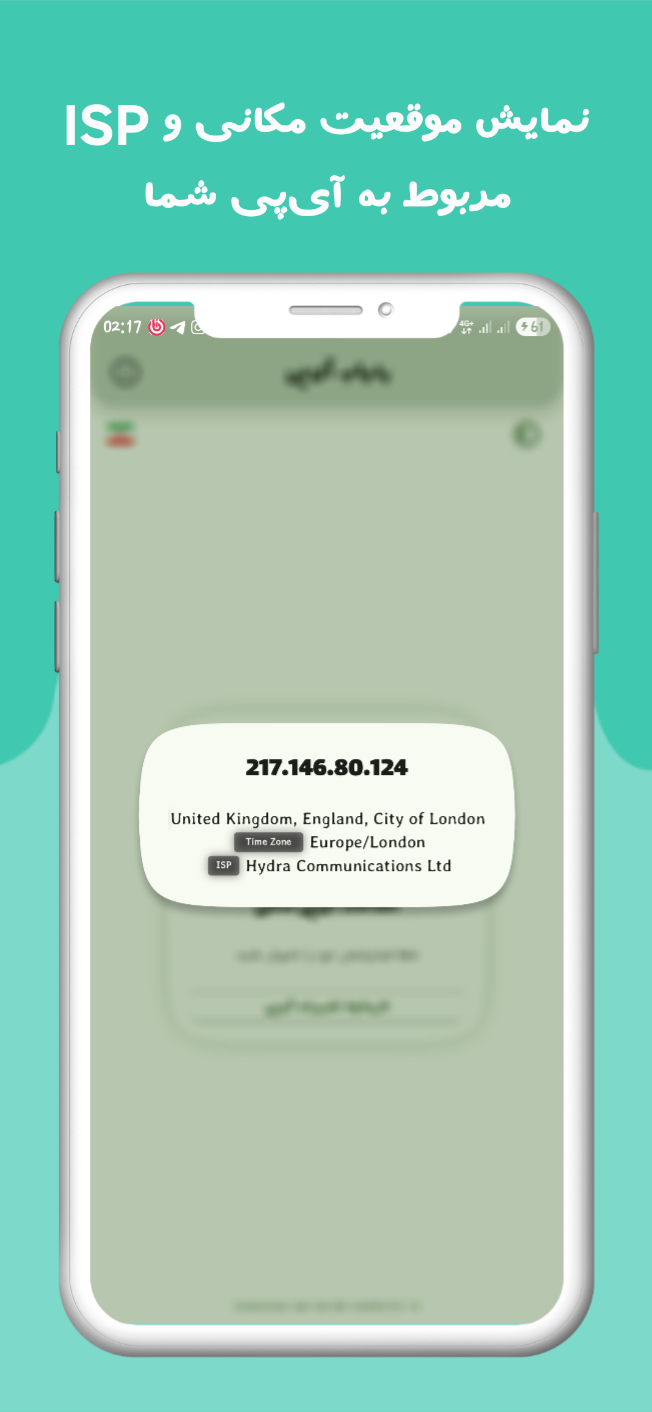 نمایش موقعیت مکانی و ISP
مربوط به آی‌پی شما
02:17
4G+
61
217.146.80.124
United Kingdom, England, City of London
Time Zone Europe/London
ISP Hydra Communications Ltd